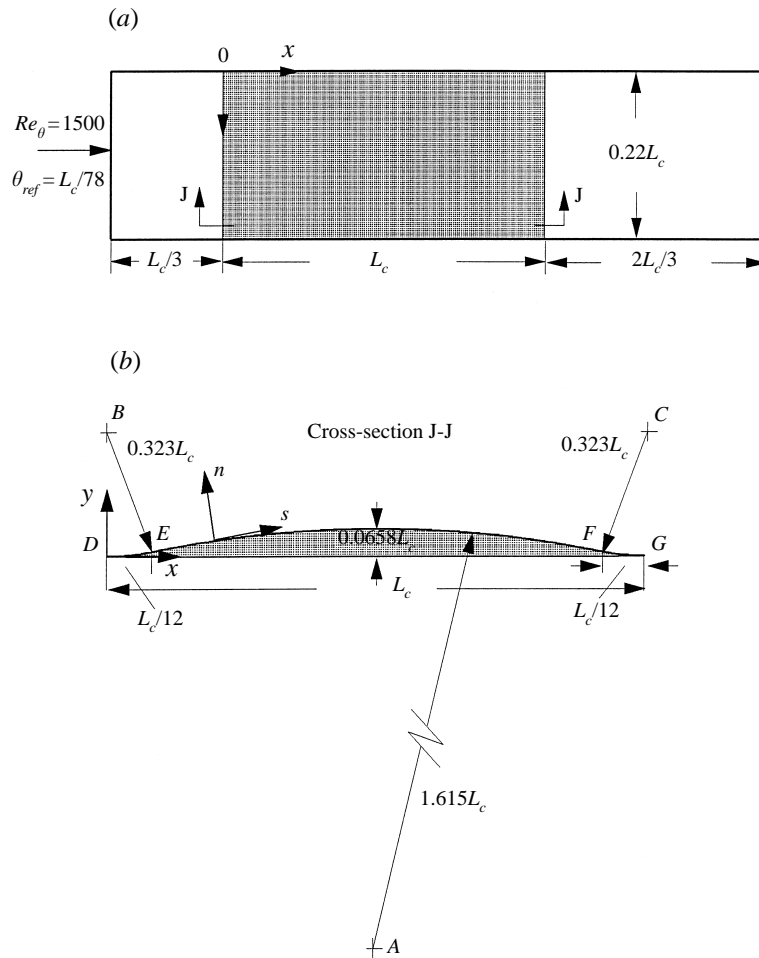 (a)
0 x
Re_θ = 1500
θ_ref = L_c/78
J J
0.22L_c
L_c/3 L_c 2L_c/3
(b)
B C
Cross-section J-J
0.323L_c 0.323L_c
n
y s
D E 0.0658L_c F G
x
L_c
L_c/12 L_c/12
1.615L_c
A